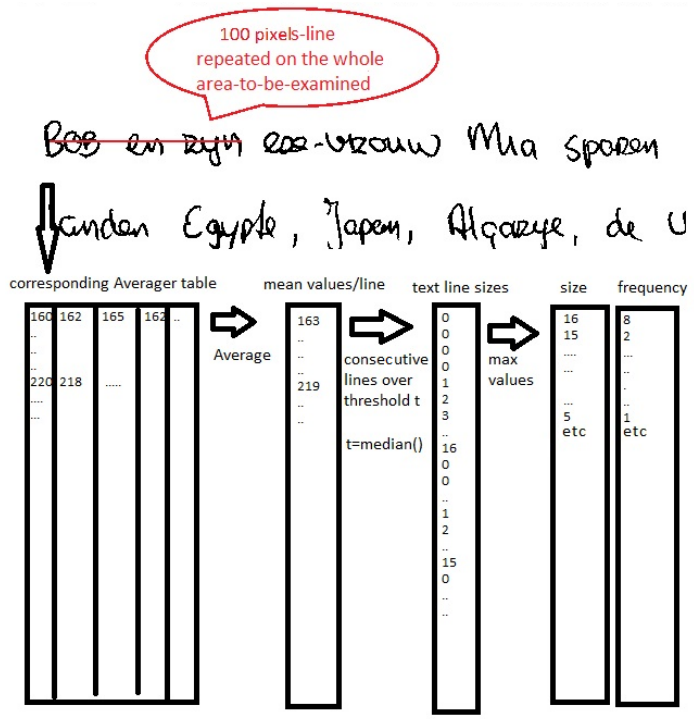 100 pixels-line
repeated on the whole
area-to-be-examined
Bob en zijn exe-vrouw Mia sparen
landen Egypte, Japan, Algarije, de U
corresponding Averager table
mean values/line
text line sizes
size
frequency
160 162 165 162 ..
..
..
..
220 218 .....
....
...
Average
163
..
..
..
219
..
..
consecutive
lines over
threshold t
t=median()
0
0
0
0
1
2
3
..
16
0
0
..
1
2
..
15
0
..
..
max
values
16
15
....
...
...
5
etc
8
2
...
..
.
..
1
etc